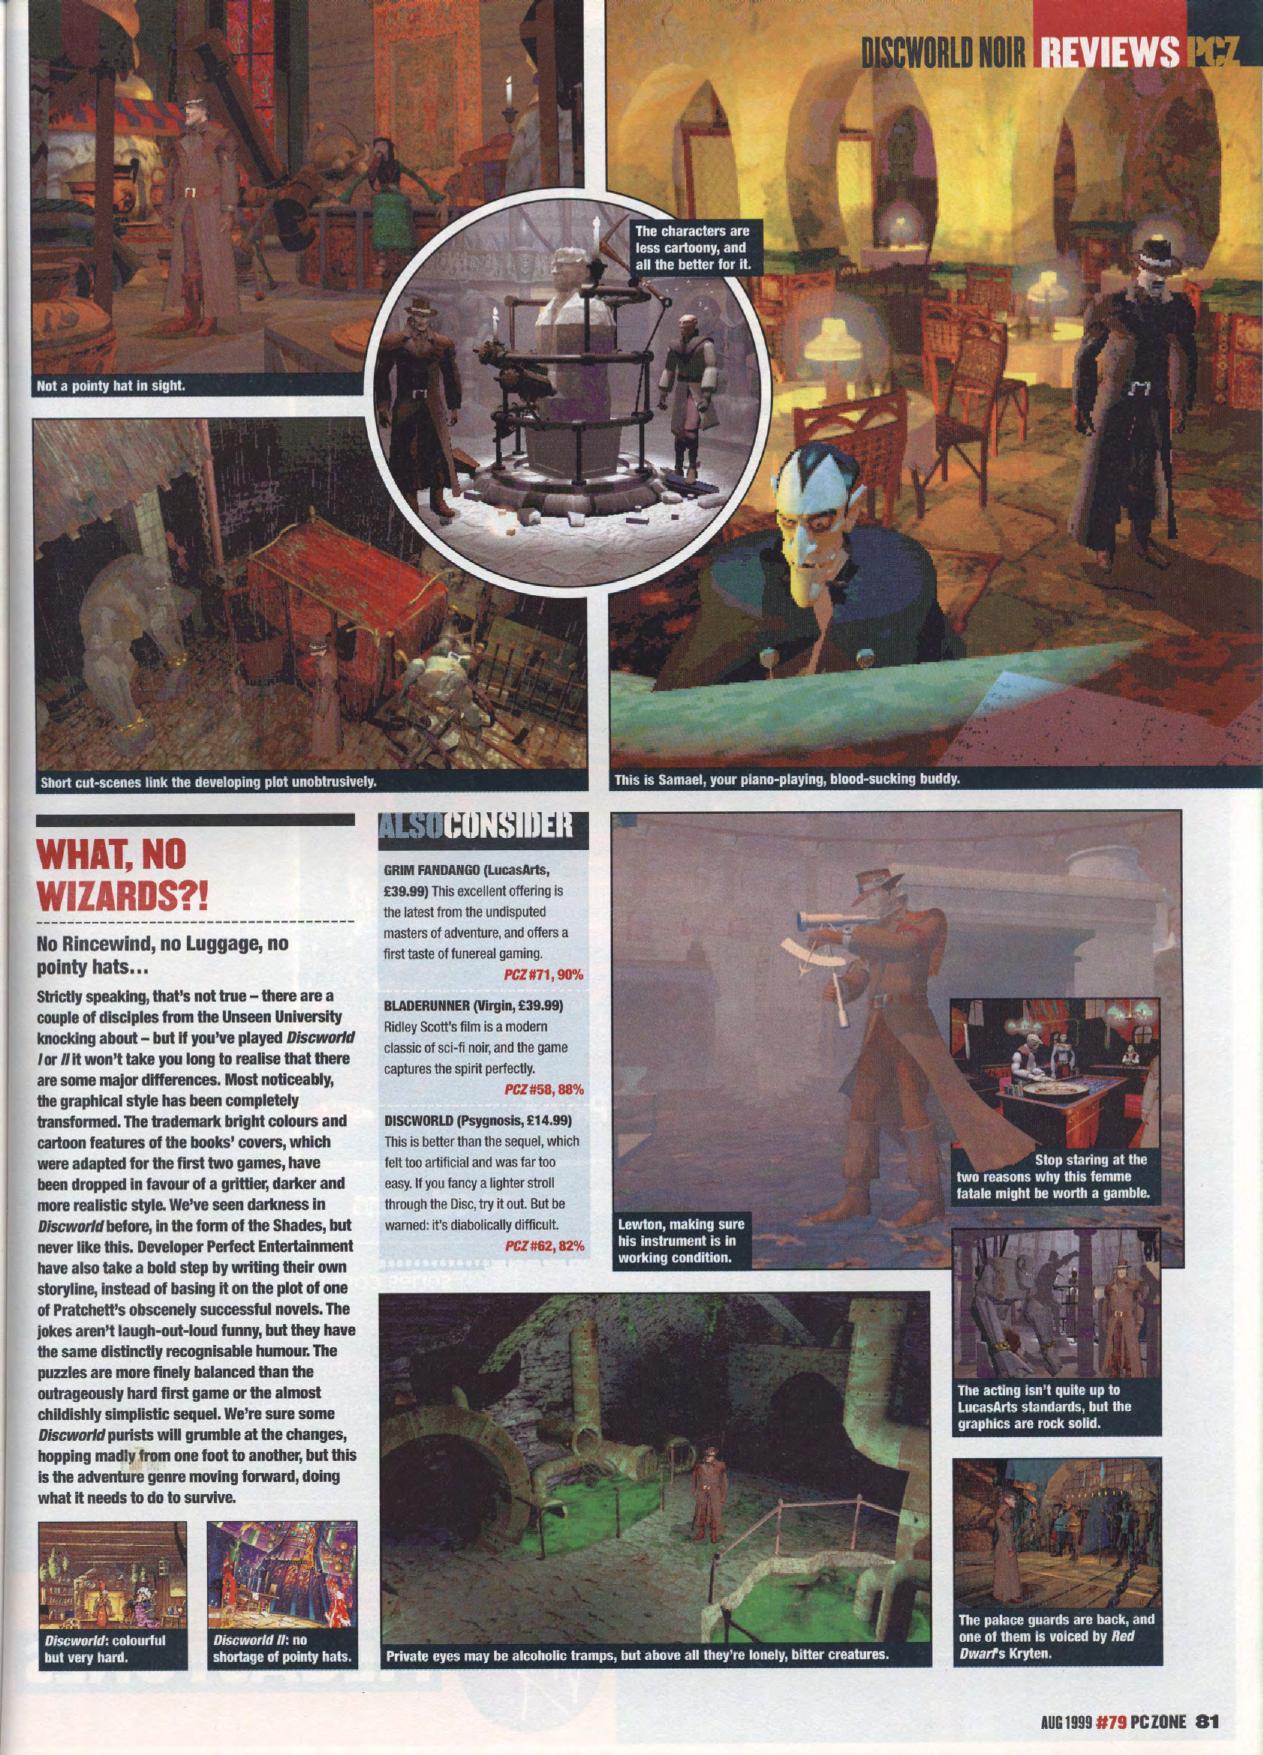 DISCWORLD NOIR REVIEWS PCZ
The characters are
less cartoony, and
all the better for it.
Not a pointy hat in sight.
Short cut-scenes link the developing plot unobtrusively.
This is Samael, your piano-playing, blood-sucking buddy.
WHAT, NO
WIZARDS?!
No Rincewind, no Luggage, no
pointy hats...
Strictly speaking, that's not true – there are a
couple of disciples from the Unseen University
knocking about – but if you've played Discworld
I or II it won't take you long to realise that there
are some major differences. Most noticeably,
the graphical style has been completely
transformed. The trademark bright colours and
cartoon features of the books' covers, which
were adapted for the first two games, have
been dropped in favour of a grittier, darker and
more realistic style. We've seen darkness in
Discworld before, in the form of the Shades, but
never like this. Developer Perfect Entertainment
have also take a bold step by writing their own
storyline, instead of basing it on the plot of one
of Pratchett's obscenely successful novels. The
jokes aren't laugh-out-loud funny, but they have
the same distinctly recognisable humour. The
puzzles are more finely balanced than the
outrageously hard first game or the almost
childishly simplistic sequel. We're sure some
Discworld purists will grumble at the changes,
hopping madly from one foot to another, but this
is the adventure genre moving forward, doing
what it needs to do to survive.
Discworld: colourful
but very hard.
Discworld II: no
shortage of pointy hats.
ALSO CONSIDER
GRIM FANDANGO (LucasArts,
£39.99) This excellent offering is
the latest from the undisputed
masters of adventure, and offers a
first taste of funereal gaming.
PCZ #71, 90%
BLADERUNNER (Virgin, £39.99)
Ridley Scott's film is a modern
classic of sci-fi noir, and the game
captures the spirit perfectly.
PCZ #58, 88%
DISCWORLD (Psygnosis, £14.99)
This is better than the sequel, which
felt too artificial and was far too
easy. If you fancy a lighter stroll
through the Disc, try it out. But be
warned: it's diabolically difficult.
PCZ #62, 82%
Lewton, making sure
his instrument is in
working condition.
Stop staring at the
two reasons why this femme
fatale might be worth a gamble.
The acting isn't quite up to
LucasArts standards, but the
graphics are rock solid.
Private eyes may be alcoholic tramps, but above all they're lonely, bitter creatures.
The palace guards are back, and
one of them is voiced by Red
Dwarf's Kryten.
AUG 1999 #79 PC ZONE 81